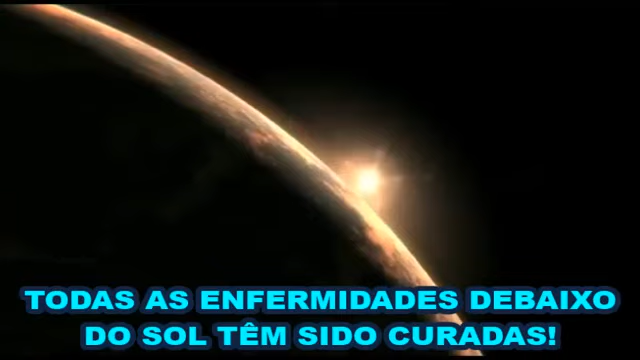 TODAS AS ENFERMIDADES DEBAIXO
DO SOL TÊM SIDO CURADAS!